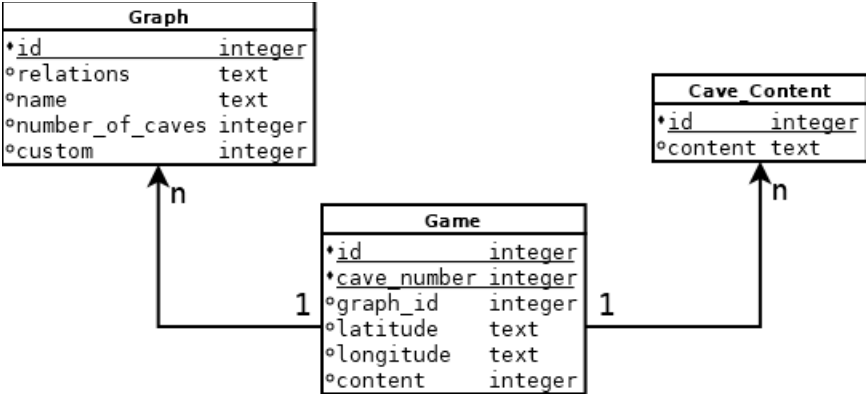 Graph
id integer
relations text
name text
number_of_caves integer
custom integer
Cave_Content
id integer
content text
n
n
Game
id integer
cave_number integer
graph_id integer
latitude text
longitude text
content integer
1
1